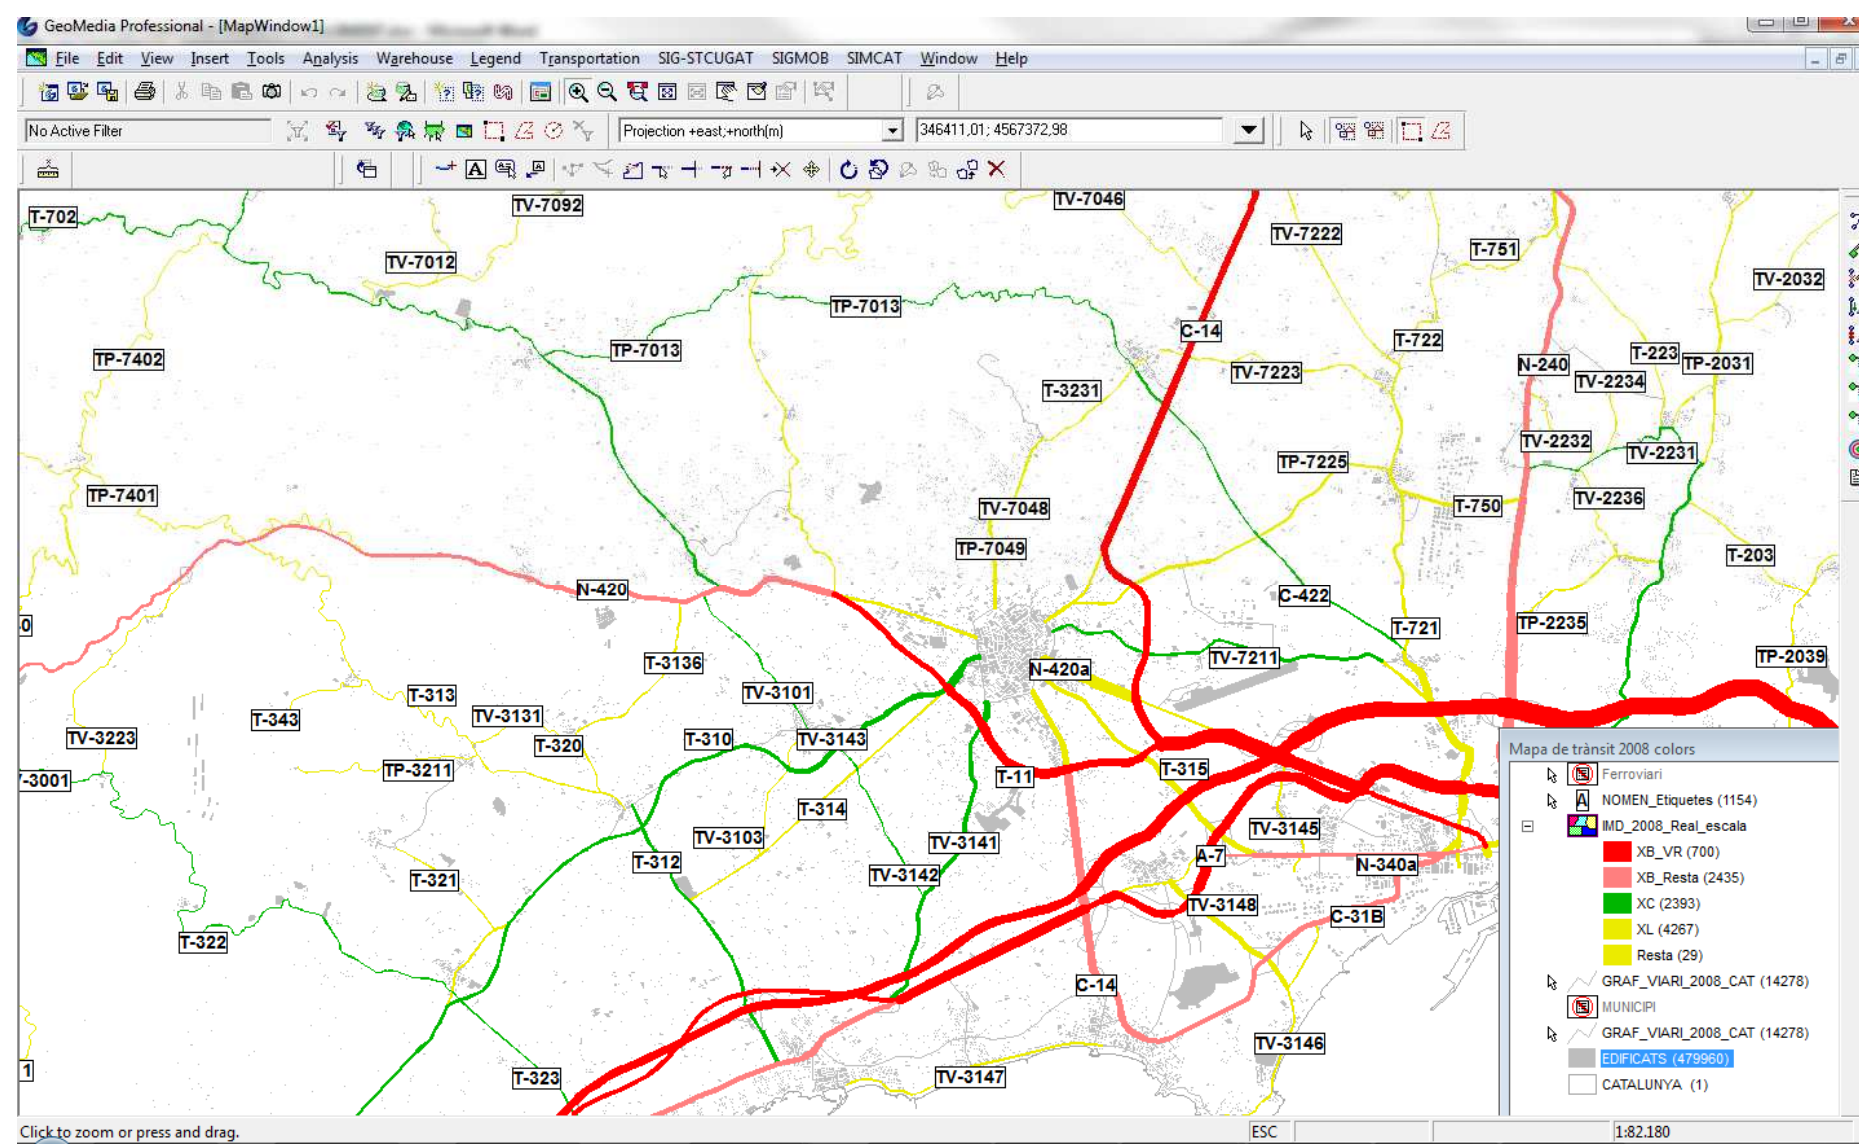 GeoMedia Professional - [MapWindow1]
File Edit View Insert Tools Analysis Warehouse Legend Transportation SIG-STCUGAT SIGMOB SIMCAT Window Help
No Active Filter
Projection +east;+north(m)
346411,01; 4567372,98
T-702
TV-7092
TV-7046
TV-7222
T-751
TV-7012
TV-2032
TP-7013
C-14
T-722
TP-7013
TP-7402
N-240
T-223
TP-2031
TV-7223
TV-2234
T-3231
TV-2232
TV-2231
TP-7225
TP-7401
TV-2236
TV-7048
T-750
TP-7049
T-203
N-420
C-422
0
TP-2235
T-721
TV-7211
TP-2039
T-3136
N-420a
T-313
TV-3101
T-343
TV-3131
TV-3223
T-310
TV-3143
T-320
TP-3211
T-315
T-11
-3001
T-314
TV-3103
TV-3145
TV-3141
A-7
T-312
N-340a
T-321
TV-3142
TV-3148
C-31B
T-322
C-14
TV-3146
1
T-323
TV-3147
Mapa de trànsit 2008 colors
Ferroviari
A NOMEN_Etiquetes (1154)
IMD_2008_Real_escala
XB_VR (700)
XB_Resta (2435)
XC (2393)
XL (4267)
Resta (29)
GRAF_VIARI_2008_CAT (14278)
MUNICIPI
GRAF_VIARI_2008_CAT (14278)
EDIFICATS (479960)
CATALUNYA (1)
Click to zoom or press and drag.
ESC
1:82.180